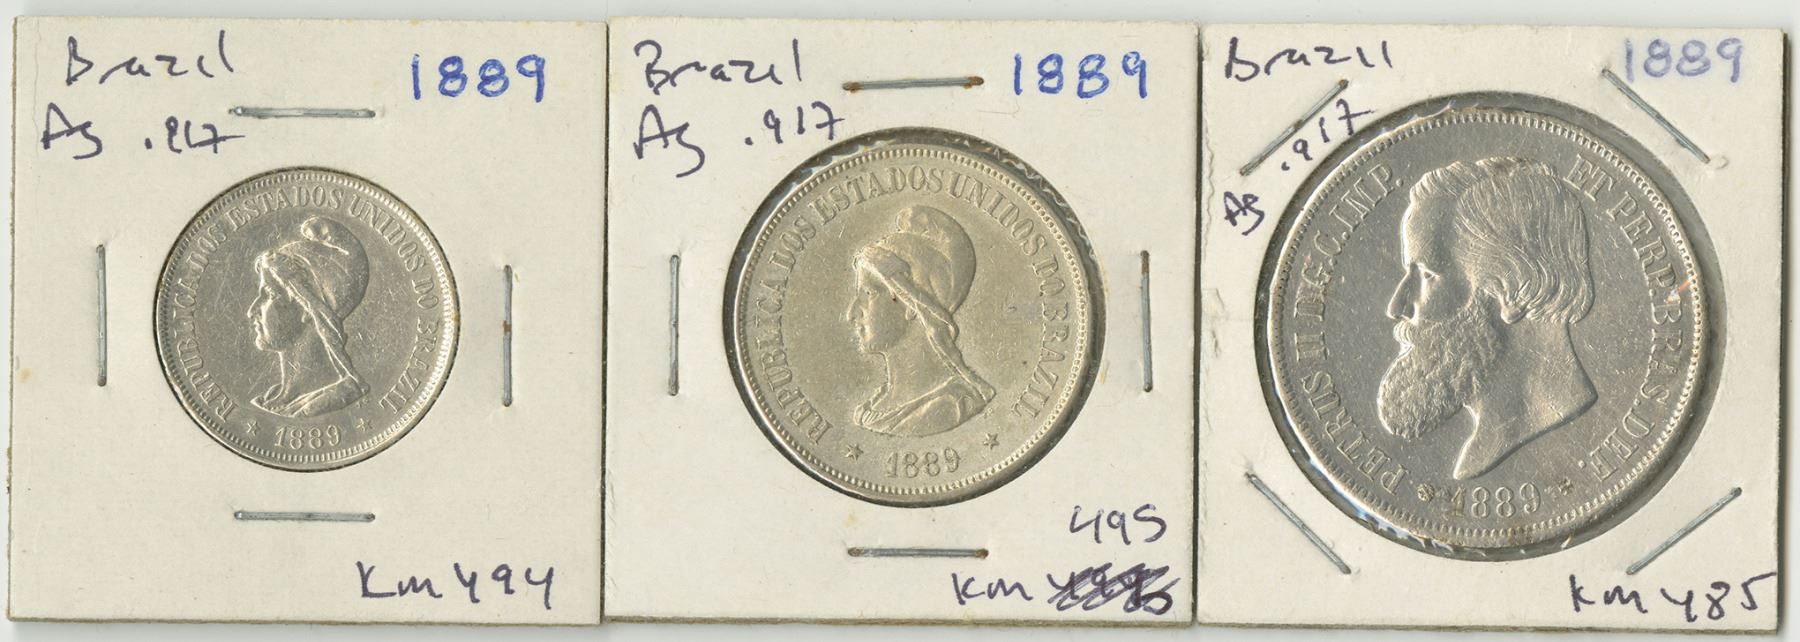 Brazil 1889
Ag .917
REPUBLICA DOS ESTADOS UNIDOS DO BRAZIL
★ 1889 ★
Km 494
Brazil 1889
Ag .917
REPUBLICA DOS ESTADOS UNIDOS DO BRAZIL
★ 1889 ★
495
Km
Brazil 1889
Ag .917
PETRUS II D.G.C.IMP. ET PERP.BRAS.DEF.
1889
Km 485